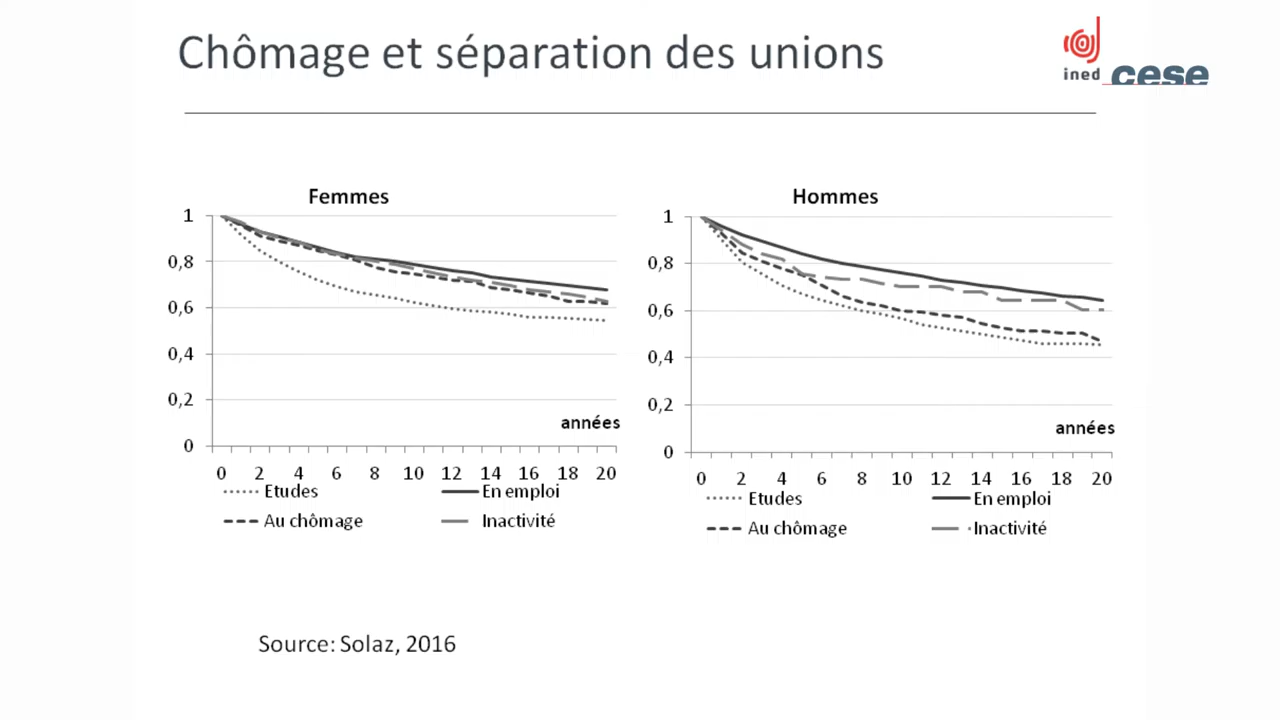 Chômage et séparation des unions
ined cese
Femmes
1
0,8
0,6
0,4
0,2
0
années
0 2 4 6 8 10 12 14 16 18 20
Etudes En emploi
Au chômage Inactivité
Hommes
1
0,8
0,6
0,4
0,2
0
années
0 2 4 6 8 10 12 14 16 18 20
Etudes En emploi
Au chômage Inactivité
Source: Solaz, 2016